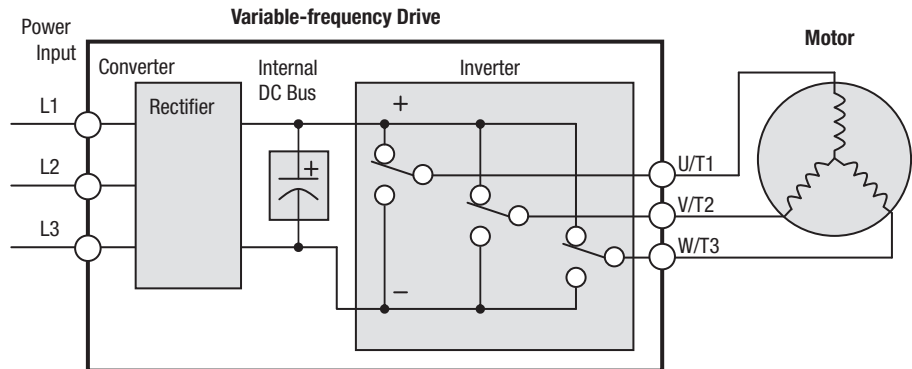 Variable-frequency Drive
Power
Input
Motor
Converter
Internal
DC Bus
Inverter
Rectifier
L1
L2
L3
+
+
−
U/T1
V/T2
W/T3